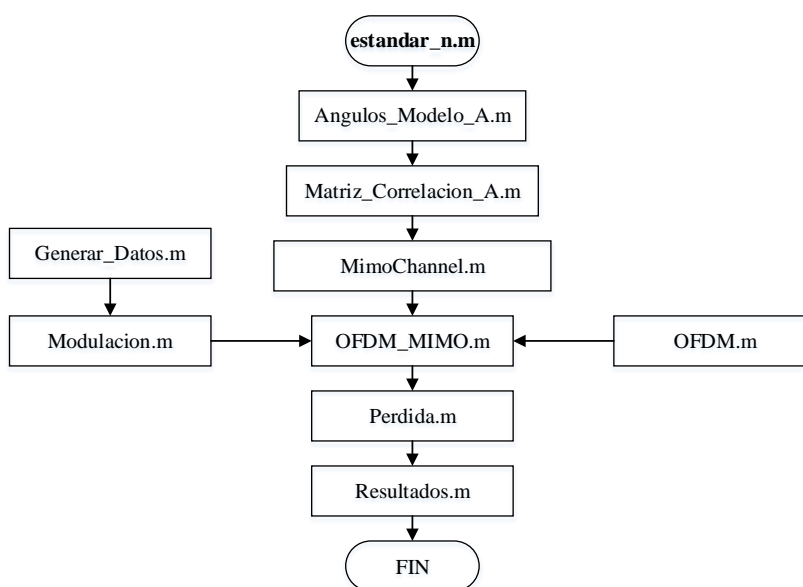 estandar_n.m
Angulos_Modelo_A.m
Matriz_Correlacion_A.m
Generar_Datos.m
MimoChannel.m
Modulacion.m
OFDM_MIMO.m
OFDM.m
Perdida.m
Resultados.m
FIN